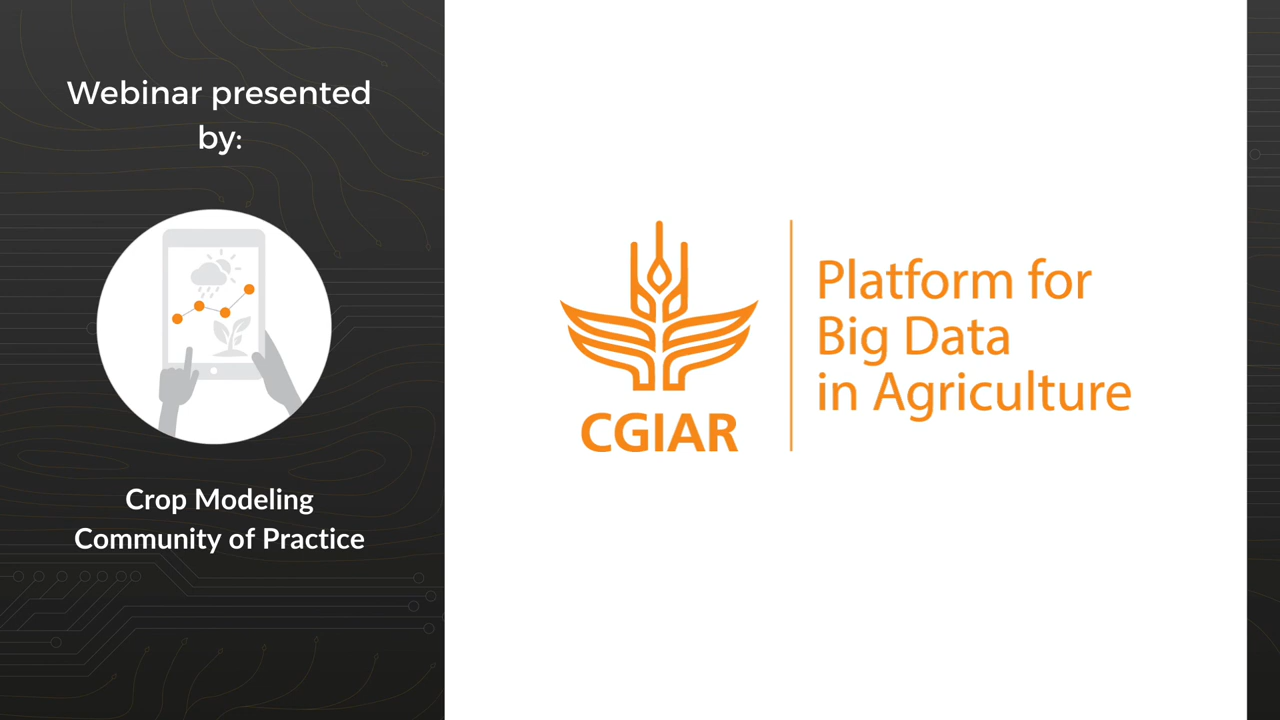 Webinar presented
by:
Crop Modeling
Community of Practice
CGIAR
Platform for
Big Data
in Agriculture